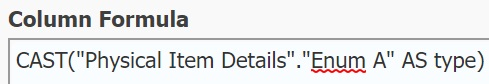 Column Formula
CAST("Physical Item Details"."Enum A" AS type)